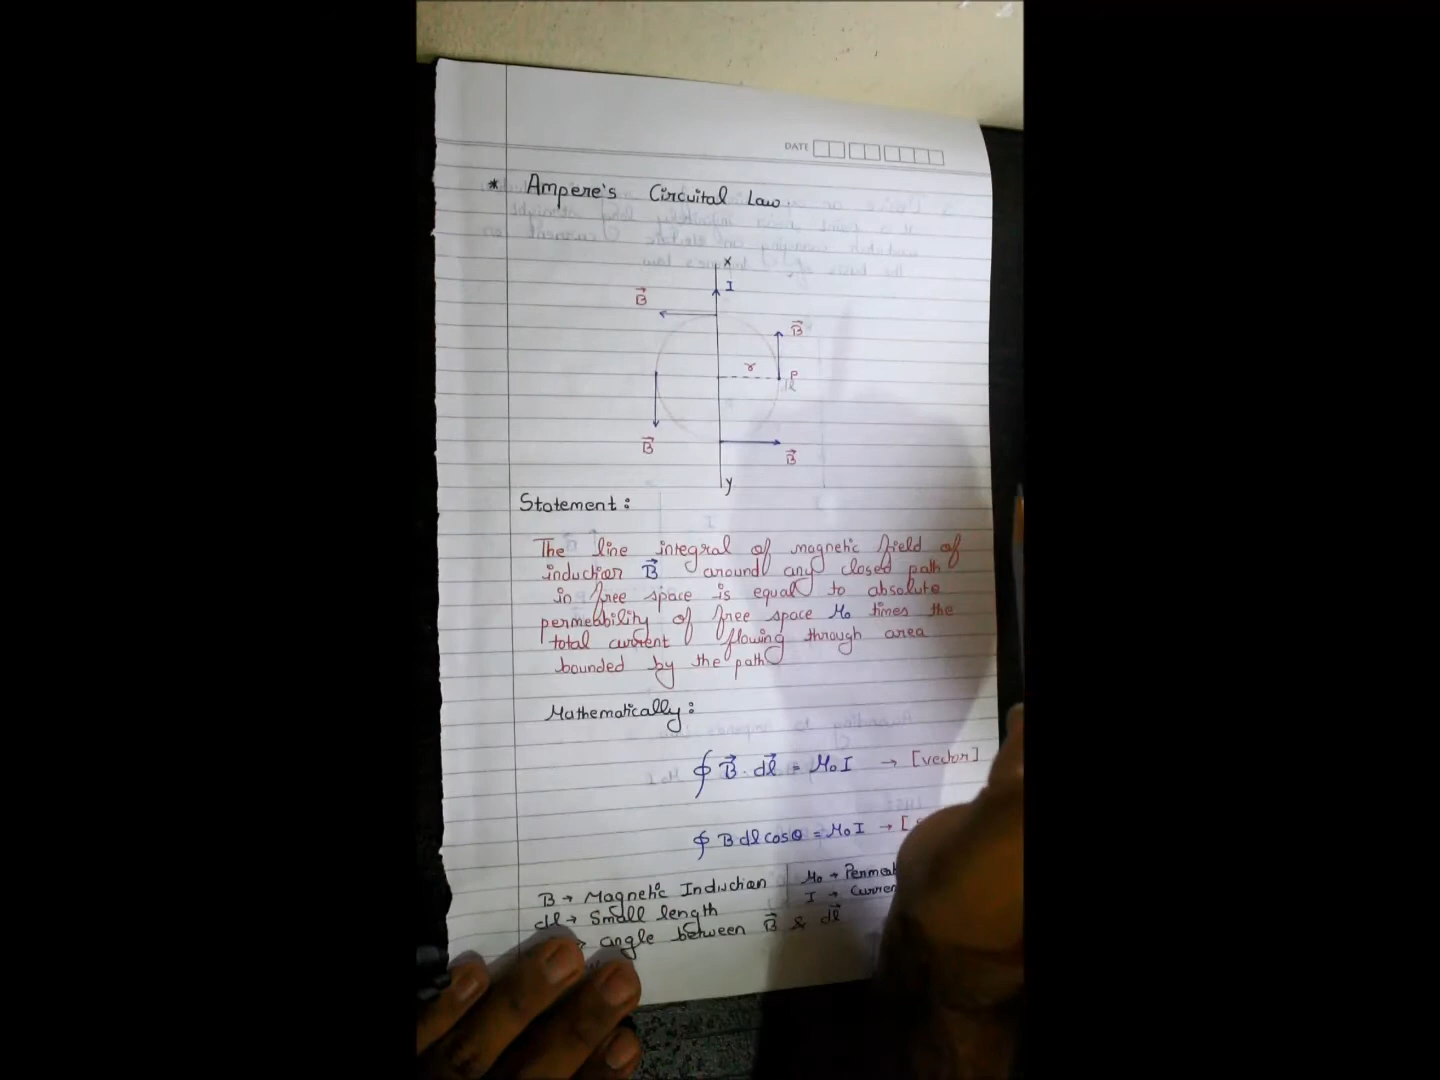 DATE
* Ampere's Circuital Law.
x
I
B⃗
B⃗
r
P
dl
B⃗
B⃗
y
Statement:
The line integral of magnetic field of
induction B⃗ around any closed path
in free space is equal to absolute
permeability of free space μ₀ times the
total current flowing through area
bounded by the path
Mathematically:
∮ B⃗. dl⃗ = μ₀ I → [vector]
∮ B dl cosθ = μ₀ I → [
B → Magnetic Induction
μ₀ → Permeab
I → Curren
dl → Small length
→ angle between B⃗ & dl⃗